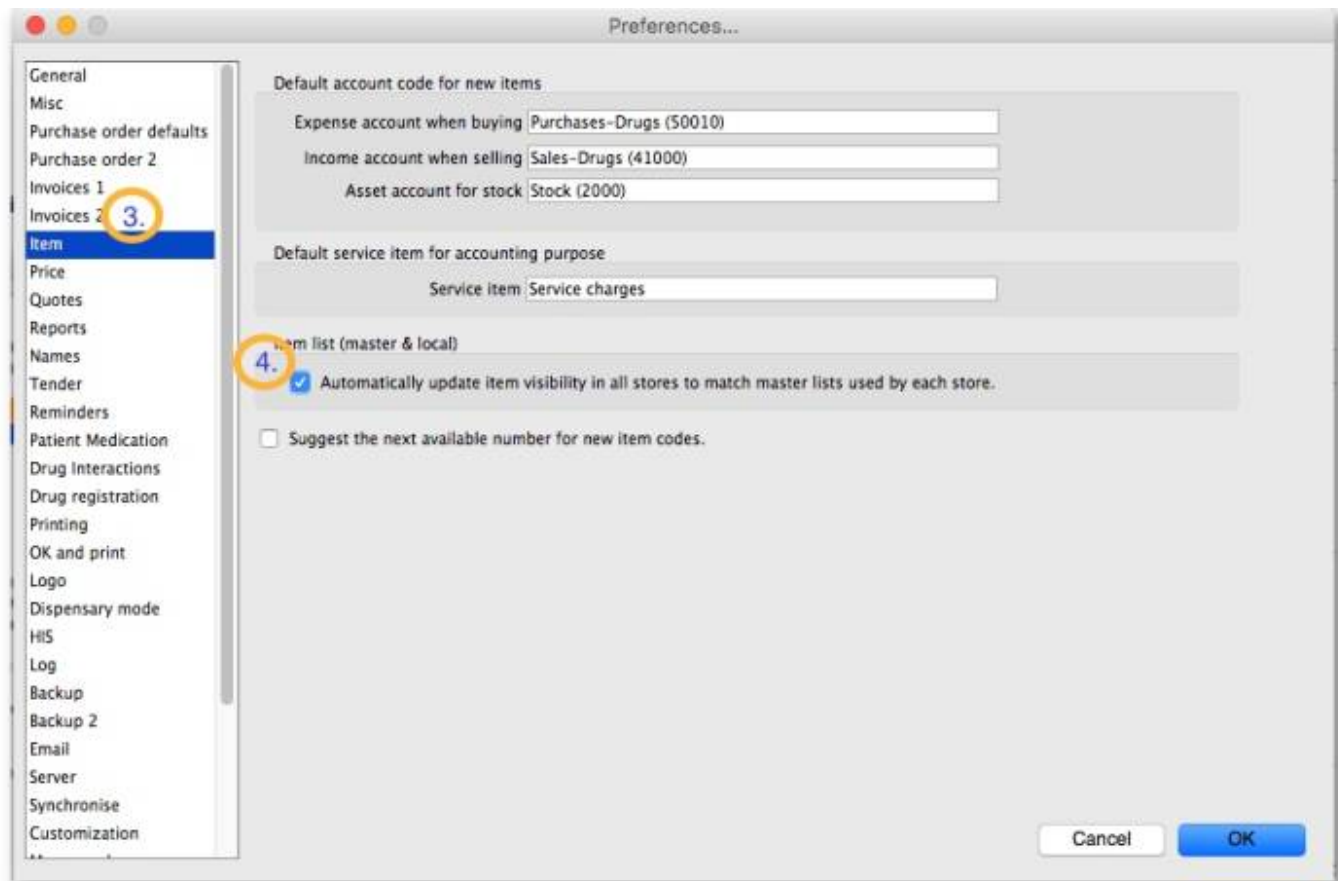 Preferences...
General
Misc
Purchase order defaults
Purchase order 2
Invoices 1
Invoices 2
3.
Item
Price
Quotes
Reports
Names
Tender
Reminders
Patient Medication
Drug Interactions
Drug registration
Printing
OK and print
Logo
Dispensary mode
HIS
Log
Backup
Backup 2
Email
Server
Synchronise
Customization
Default account code for new items
Expense account when buying Purchases-Drugs (50010)
Income account when selling Sales-Drugs (41000)
Asset account for stock Stock (2000)
Default service item for accounting purpose
Service item Service charges
Item list (master & local)
4.
Automatically update item visibility in all stores to match master lists used by each store.
Suggest the next available number for new item codes.
Cancel
OK